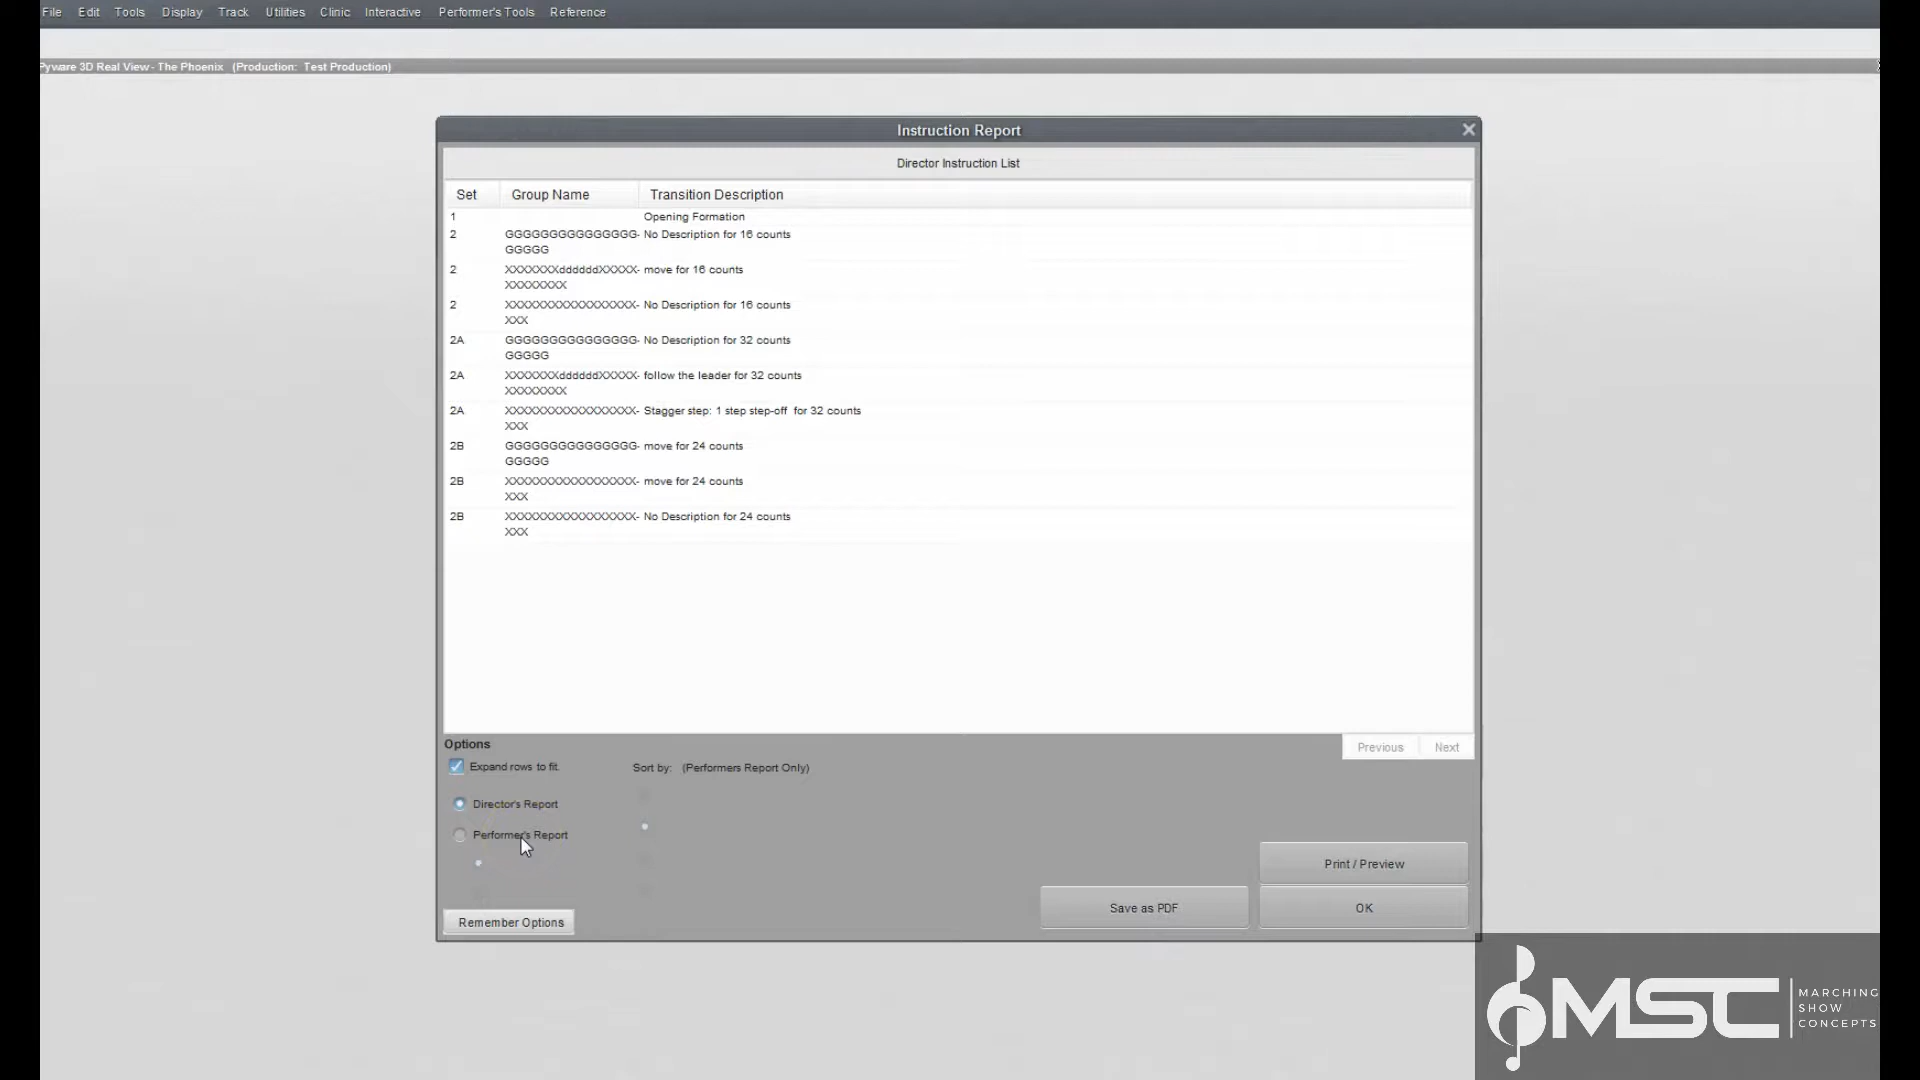 File Edit Tools Display Track Utilities Clinic Interactive Performer's Tools Reference
Pyware 3D Real View - The Phoenix (Production: Test Production)
Instruction Report
Director Instruction List
Set Group Name Transition Description
1 Opening Formation
2 GGGGGGGGGGGGGGG- No Description for 16 counts
GGGGG
2 XXXXXXXddddddXXXXX- move for 16 counts
XXXXXXXX
2 XXXXXXXXXXXXXXXXX- No Description for 16 counts
XXX
2A GGGGGGGGGGGGGGG- No Description for 32 counts
GGGGG
2A XXXXXXXddddddXXXXX- follow the leader for 32 counts
XXXXXXXX
2A XXXXXXXXXXXXXXXXX- Stagger step: 1 step step-off for 32 counts
XXX
2B GGGGGGGGGGGGGGG- move for 24 counts
GGGGG
2B XXXXXXXXXXXXXXXXX- move for 24 counts
XXX
2B XXXXXXXXXXXXXXXXX- No Description for 24 counts
XXX
Options
Previous Next
Expand rows to fit
Sort by: (Performers Report Only)
Director's Report
Performer's Report
Print / Preview
Save as PDF
OK
Remember Options
MSC
MARCHING
SHOW
CONCEPTS